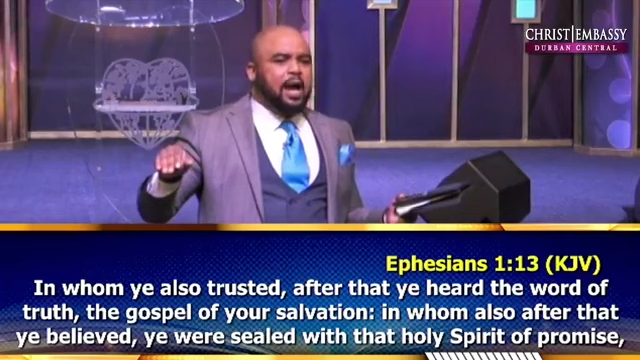 CHRIST|EMBASSY
DURBAN CENTRAL
Ephesians 1:13 (KJV)
In whom ye also trusted, after that ye heard the word of
truth, the gospel of your salvation: in whom also after that
ye believed, ye were sealed with that holy Spirit of promise,